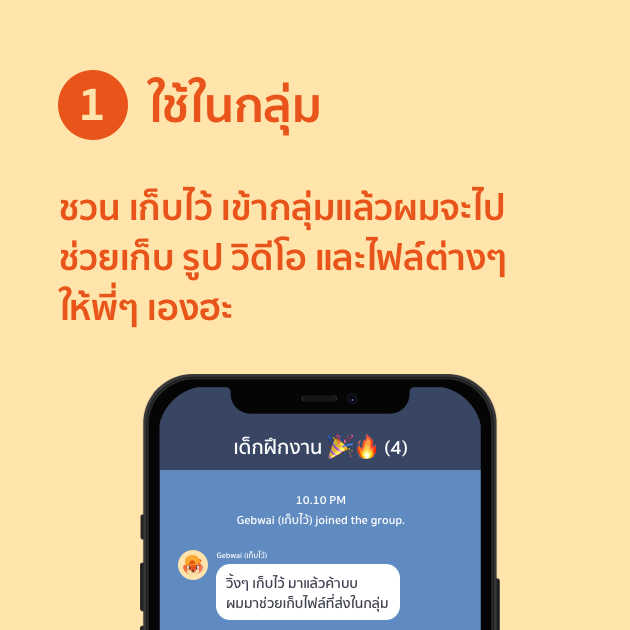 1 ใช้ในกลุ่ม
ชวน เก็บไว้ เข้ากลุ่มแล้วผมจะไป
ช่วยเก็บ รูป วิดีโอ และไฟล์ต่างๆ
ให้พี่ๆ เองฮะ
เด็กฝึกงาน 🎉🔥 (4)
10.10 PM
Gebwai (เก็บไว้) joined the group.
Gebwai (เก็บไว้)
วิ้งๆ เก็บไว้ มาแล้วค้าบบ
ผมมาช่วยเก็บไฟล์ที่ส่งในกลุ่ม